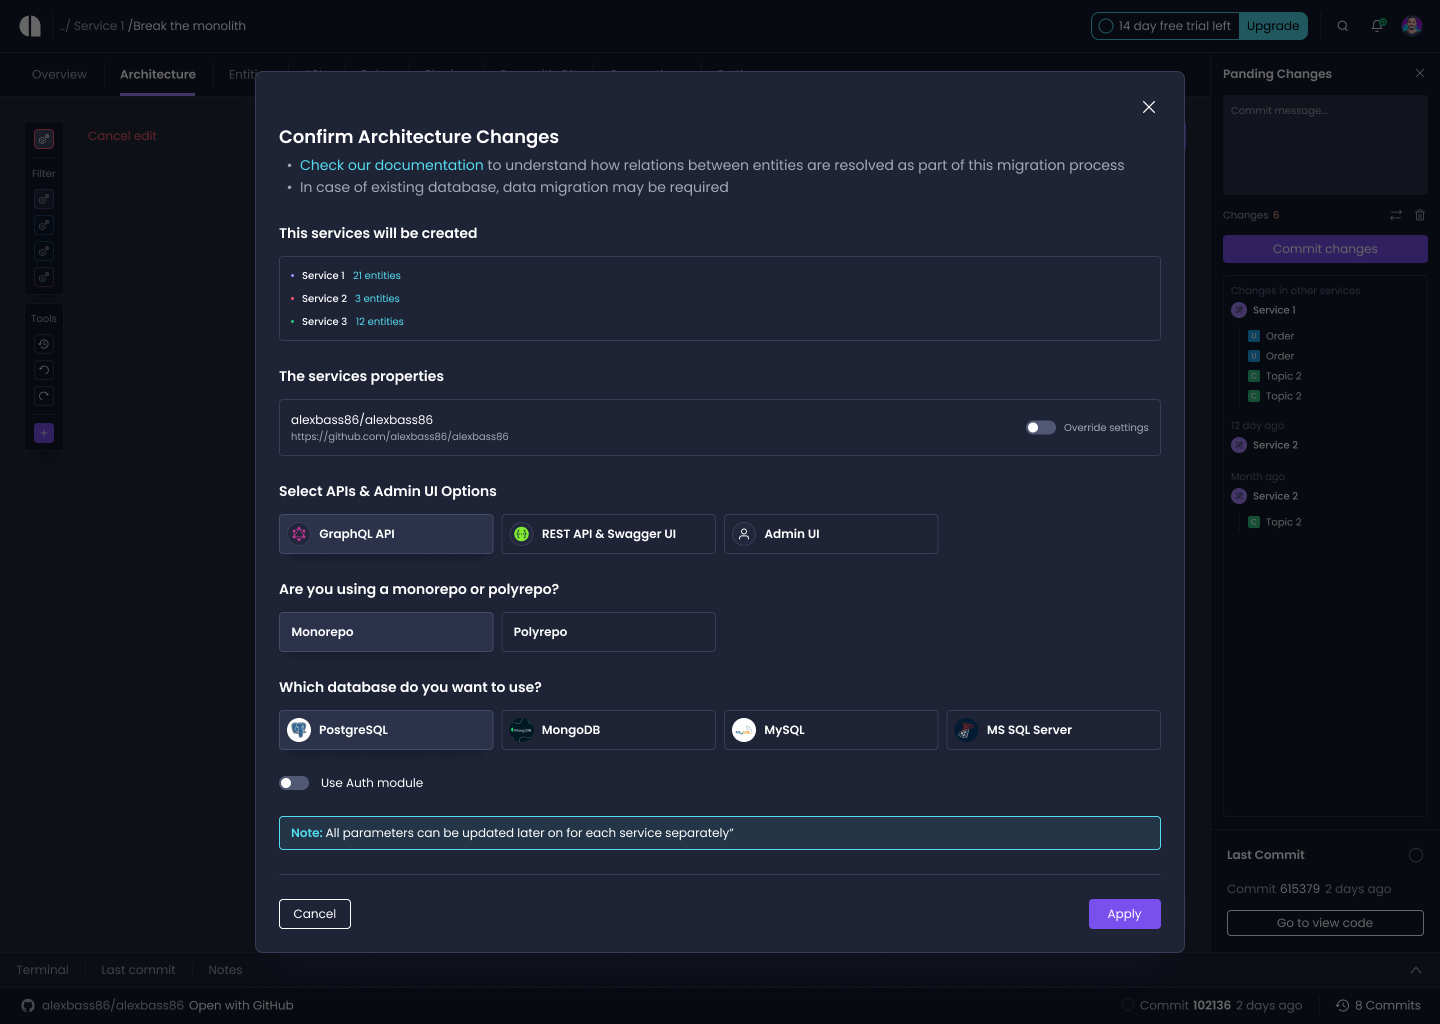 ../ Service 1 /Break the monolith
14 day free trial left
Upgrade
Overview
Architecture
Panding Changes
Commit message...
Cancel edit
Filter
Tools
Confirm Architecture Changes
• Check our documentation to understand how relations between entities are resolved as part of this migration process
• In case of existing database, data migration may be required
This services will be created
• Service 1 21 entities
• Service 2 3 entities
• Service 3 12 entities
The services properties
alexbass86/alexbass86
https://github.com/alexbass86/alexbass86
Override settings
Select APIs & Admin UI Options
GraphQL API
REST API & Swagger UI
Admin UI
Are you using a monorepo or polyrepo?
Monorepo
Polyrepo
Which database do you want to use?
PostgreSQL
MongoDB
MySQL
MS SQL Server
Use Auth module
Note: All parameters can be updated later on for each service separately”
Cancel
Apply
Changes 6
Commit changes
Changes in other services
Service 1
U Order
U Order
C Topic 2
C Topic 2
12 day ago
Service 2
Month ago
Service 2
C Topic 2
Last Commit
Commit 615379 2 days ago
Go to view code
Terminal
Last commit
Notes
alexbass86/alexbass86 Open with GitHub
Commit 102136 2 days ago
8 Commits